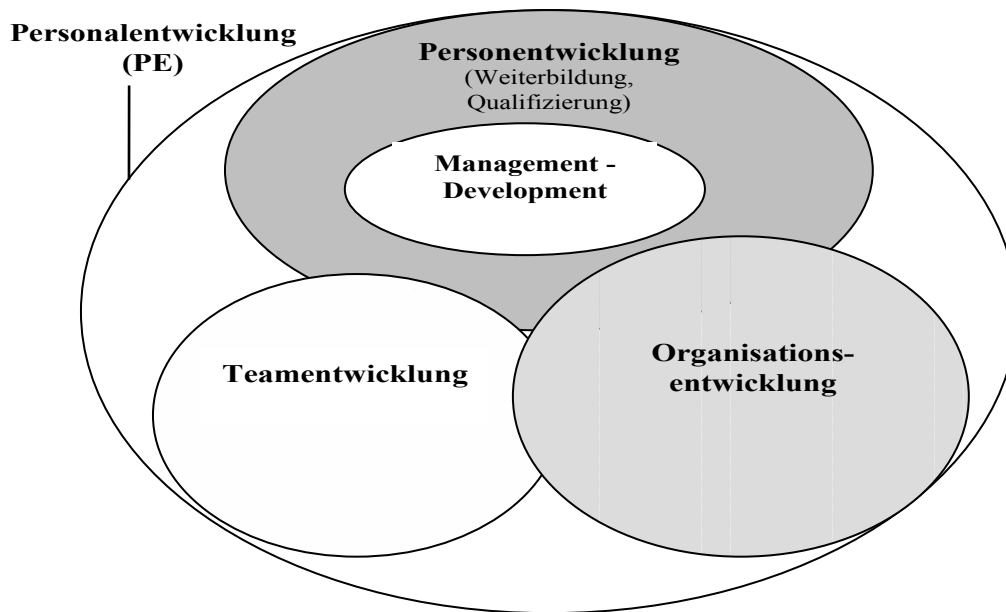 Personalentwicklung
(PE)
Personentwicklung
(Weiterbildung,
Qualifizierung)
Management -
Development
Teamentwicklung
Organisations-
entwicklung